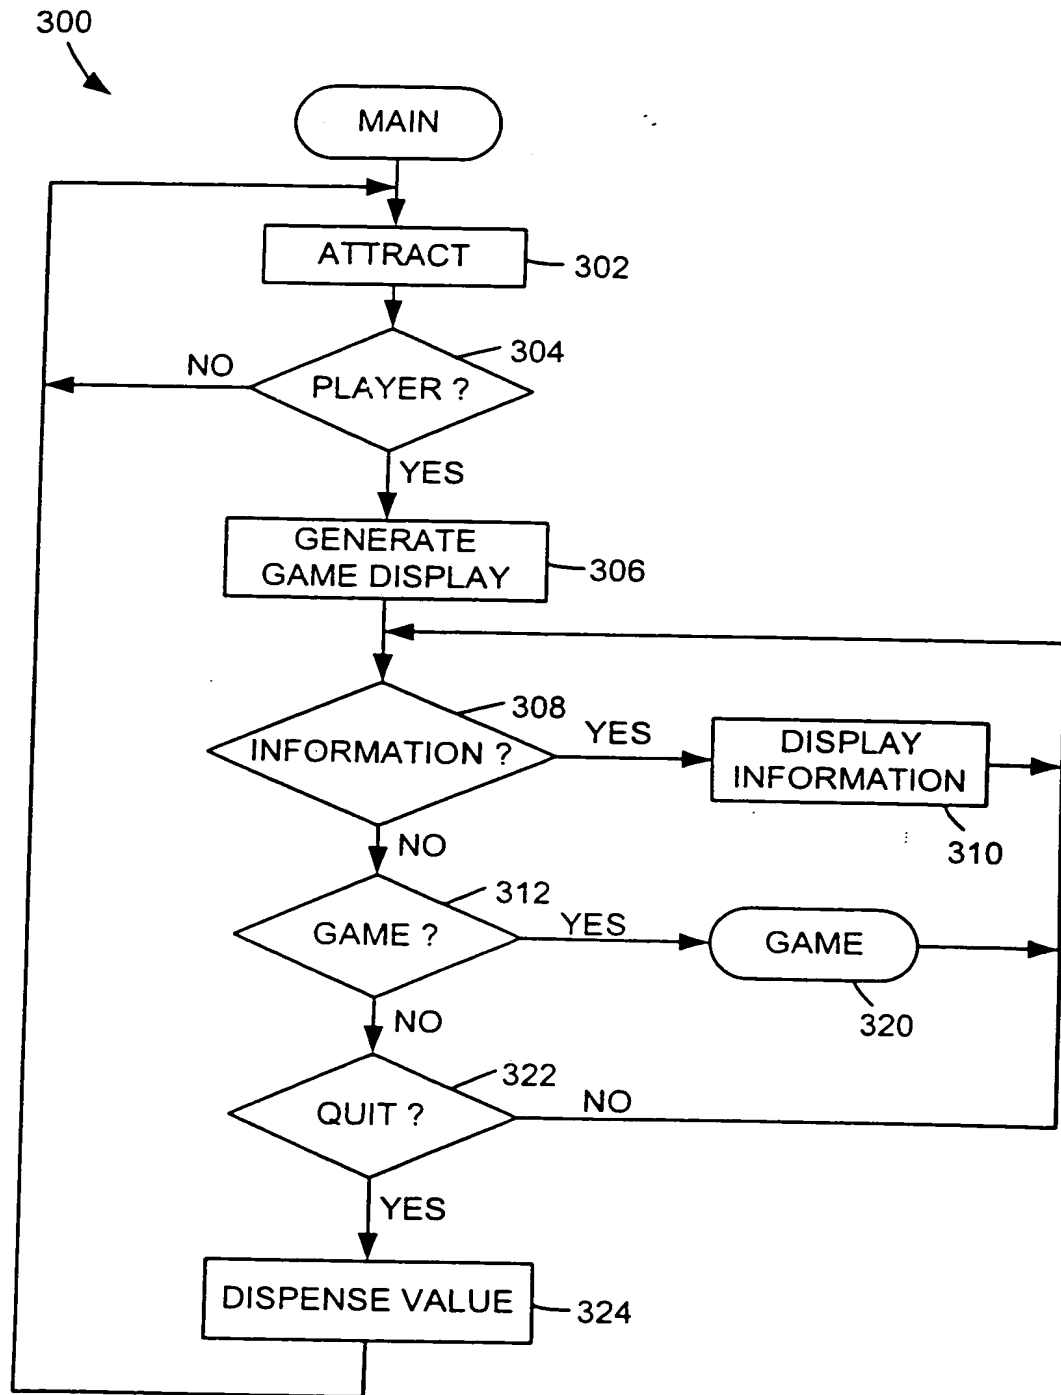 300
MAIN
ATTRACT
302
304
NO
PLAYER ?
YES
GENERATE
GAME DISPLAY
306
308
INFORMATION ?
YES
DISPLAY
INFORMATION
310
NO
312
GAME ?
YES
GAME
320
NO
322
QUIT ?
NO
YES
DISPENSE VALUE
324